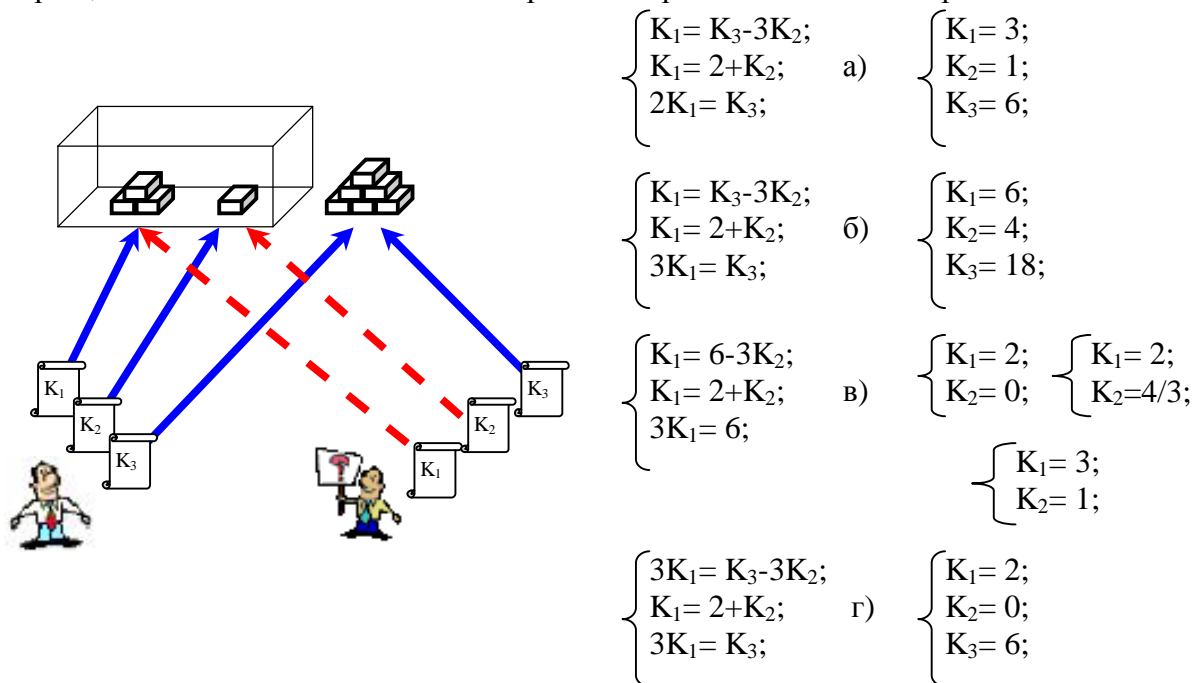 K₁= K₃-3K₂;
K₁= 2+K₂; а)
2K₁= K₃;
K₁= 3;
K₂= 1;
K₃= 6;
K₁= K₃-3K₂;
K₁= 2+K₂; б)
3K₁= K₃;
K₁= 6;
K₂= 4;
K₃= 18;
K₁= 6-3K₂;
K₁= 2+K₂; в)
3K₁= 6;
K₁= 2;
K₂= 0;
K₁= 2;
K₂=4/3;
K₁= 3;
K₂= 1;
3K₁= K₃-3K₂;
K₁= 2+K₂; г)
3K₁= K₃;
K₁= 2;
K₂= 0;
K₃= 6;
K₁
K₂
K₃
K₁
K₂
K₃
?